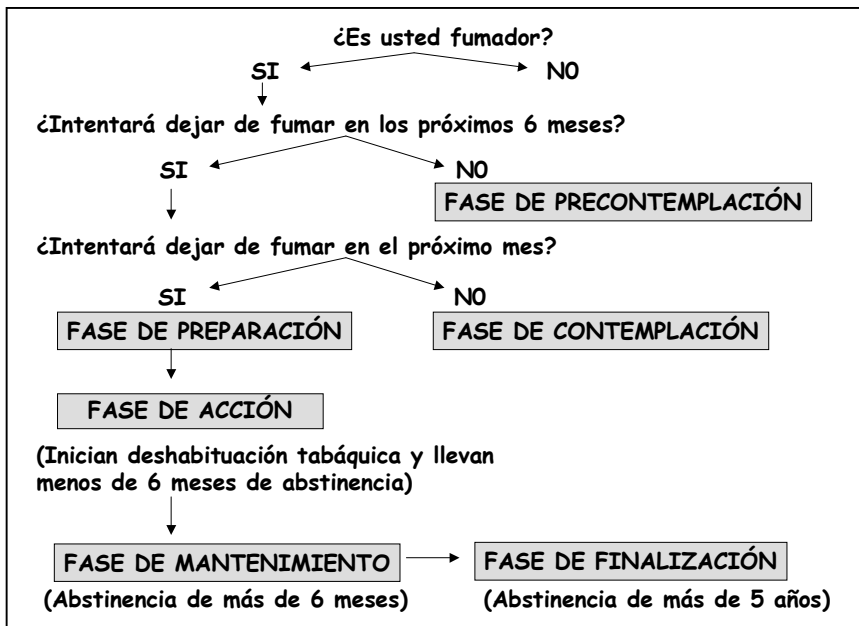 ¿Es usted fumador?
SI NO
¿Intentará dejar de fumar en los próximos 6 meses?
SI NO
FASE DE PRECONTEMPLACIÓN
¿Intentará dejar de fumar en el próximo mes?
SI NO
FASE DE PREPARACIÓN FASE DE CONTEMPLACIÓN
FASE DE ACCIÓN
(Inician deshabituación tabáquica y llevan
menos de 6 meses de abstinencia)
FASE DE MANTENIMIENTO FASE DE FINALIZACIÓN
(Abstinencia de más de 6 meses) (Abstinencia de más de 5 años)